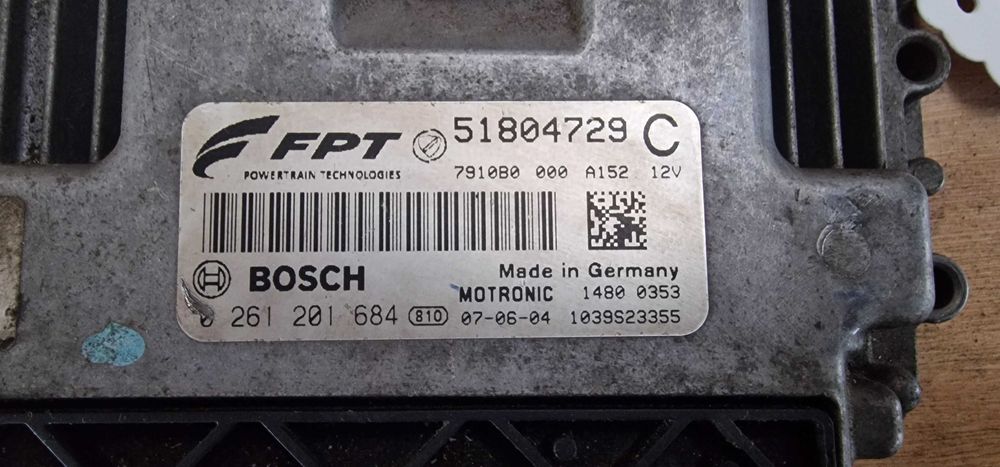 FPT 51804729 C
POWERTRAIN TECHNOLOGIES 7910B0 000 A152 12V
BOSCH Made in Germany
MOTRONIC 1480 0353
0 261 201 684 810 07-06-04 1039S23355